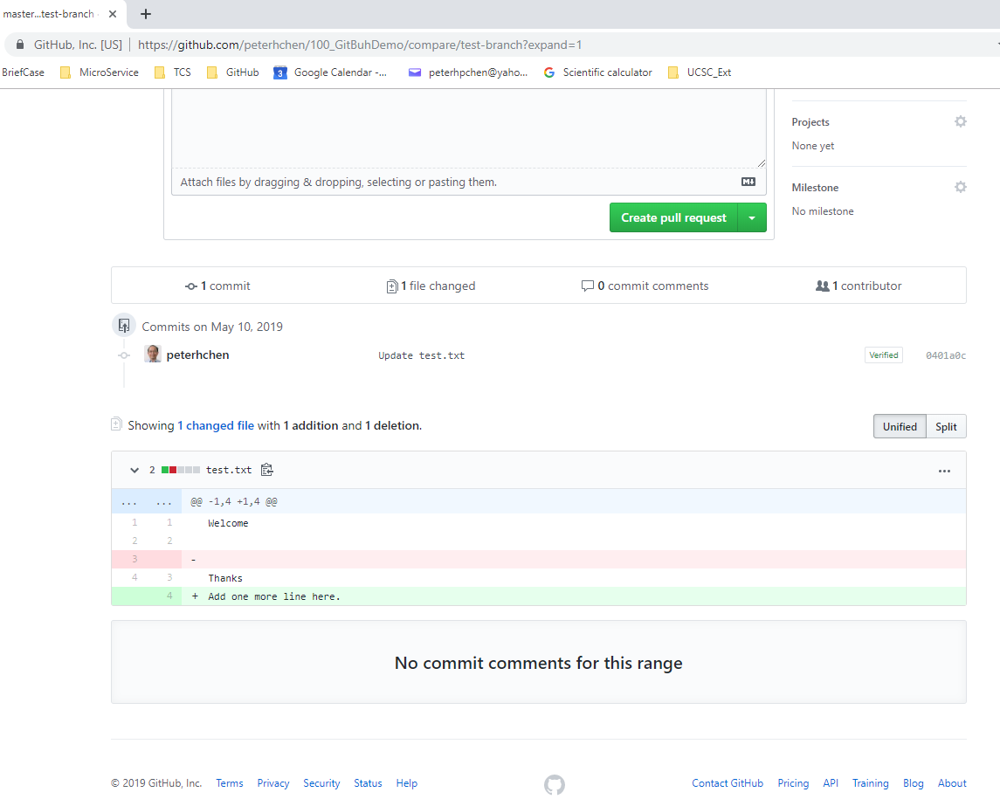 master...test-branch
GitHub, Inc. [US] | https://github.com/peterhchen/100_GitBuhDemo/compare/test-branch?expand=1
BriefCase MicroService TCS GitHub 3 Google Calendar -... peterhpchen@yaho... Scientific calculator UCSC_Ext
Projects
None yet
Attach files by dragging & dropping, selecting or pasting them.
Milestone
No milestone
Create pull request
1 commit 1 file changed 0 commit comments 1 contributor
Commits on May 10, 2019
peterhchen Update test.txt Verified 0401a0c
Showing 1 changed file with 1 addition and 1 deletion. Unified Split
2 test.txt ...
... ... @@ -1,4 +1,4 @@
1 1 Welcome
2 2
3 -
4 3 Thanks
4 + Add one more line here.
No commit comments for this range
© 2019 GitHub, Inc. Terms Privacy Security Status Help Contact GitHub Pricing API Training Blog About